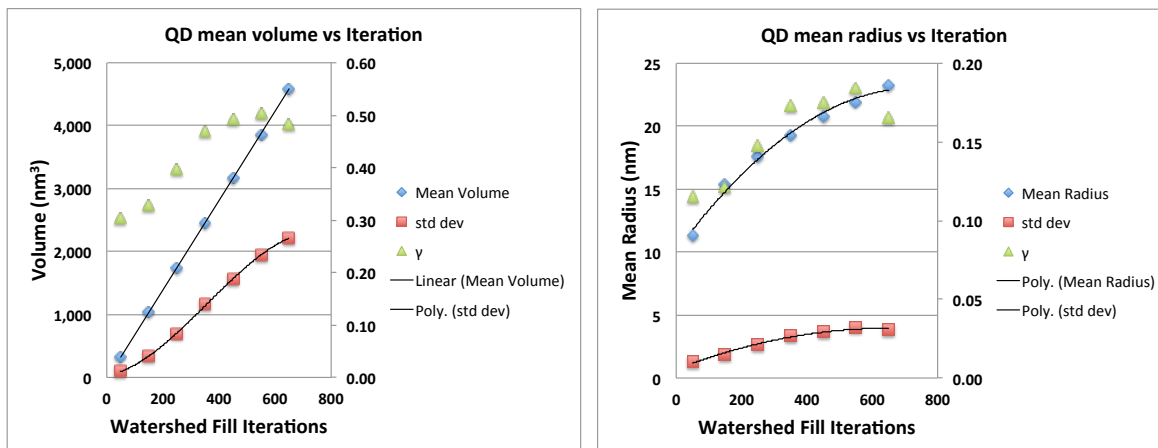 QD mean volume vs Iteration
5,000
4,000
3,000
2,000
1,000
0
Volume (nm³)
0.60
0.50
0.40
0.30
0.20
0.10
0.00
0 200 400 600 800
Watershed Fill Iterations
Mean Volume
std dev
γ
Linear (Mean Volume)
Poly. (std dev)
QD mean radius vs Iteration
25
20
15
10
5
0
Mean Radius (nm)
0.20
0.15
0.10
0.05
0.00
0 200 400 600 800
Watershed Fill Iterations
Mean Radius
std dev
γ
Poly. (Mean Radius)
Poly. (std dev)